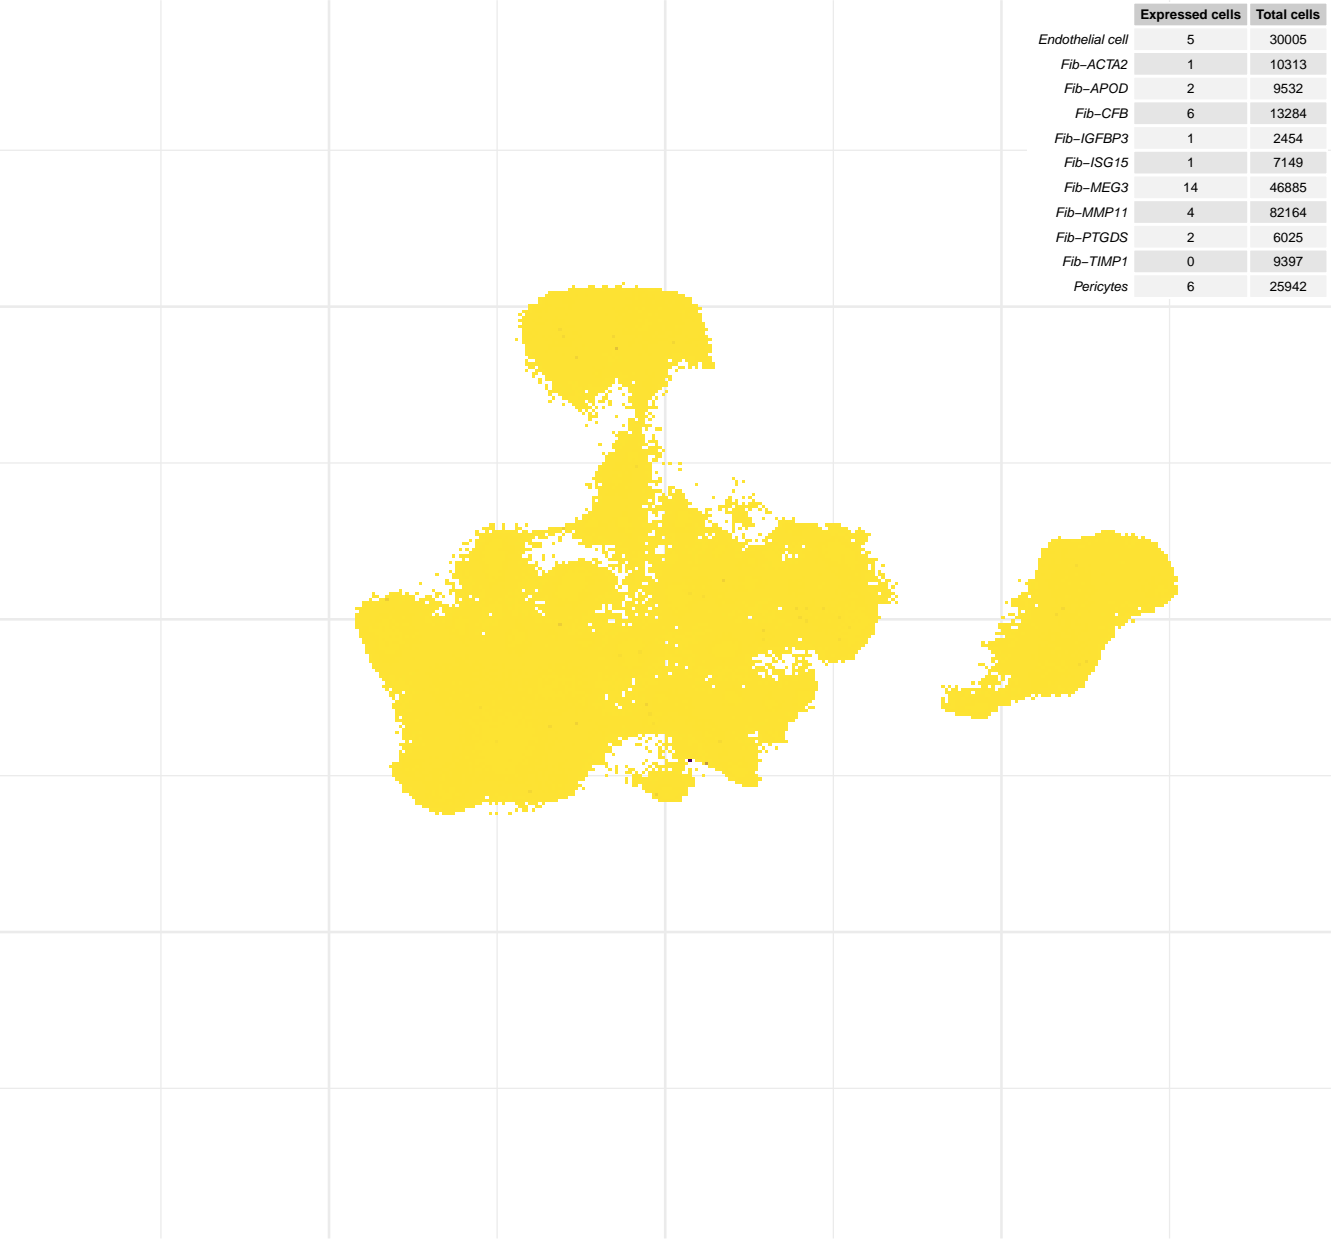 Expressed cells Total cells
Endothelial cell 5 30005
Fib−ACTA2 1 10313
Fib−APOD 2 9532
Fib−CFB 6 13284
Fib−IGFBP3 1 2454
Fib−ISG15 1 7149
Fib−MEG3 14 46885
Fib−MMP11 4 82164
Fib−PTGDS 2 6025
Fib−TIMP1 0 9397
Pericytes 6 25942